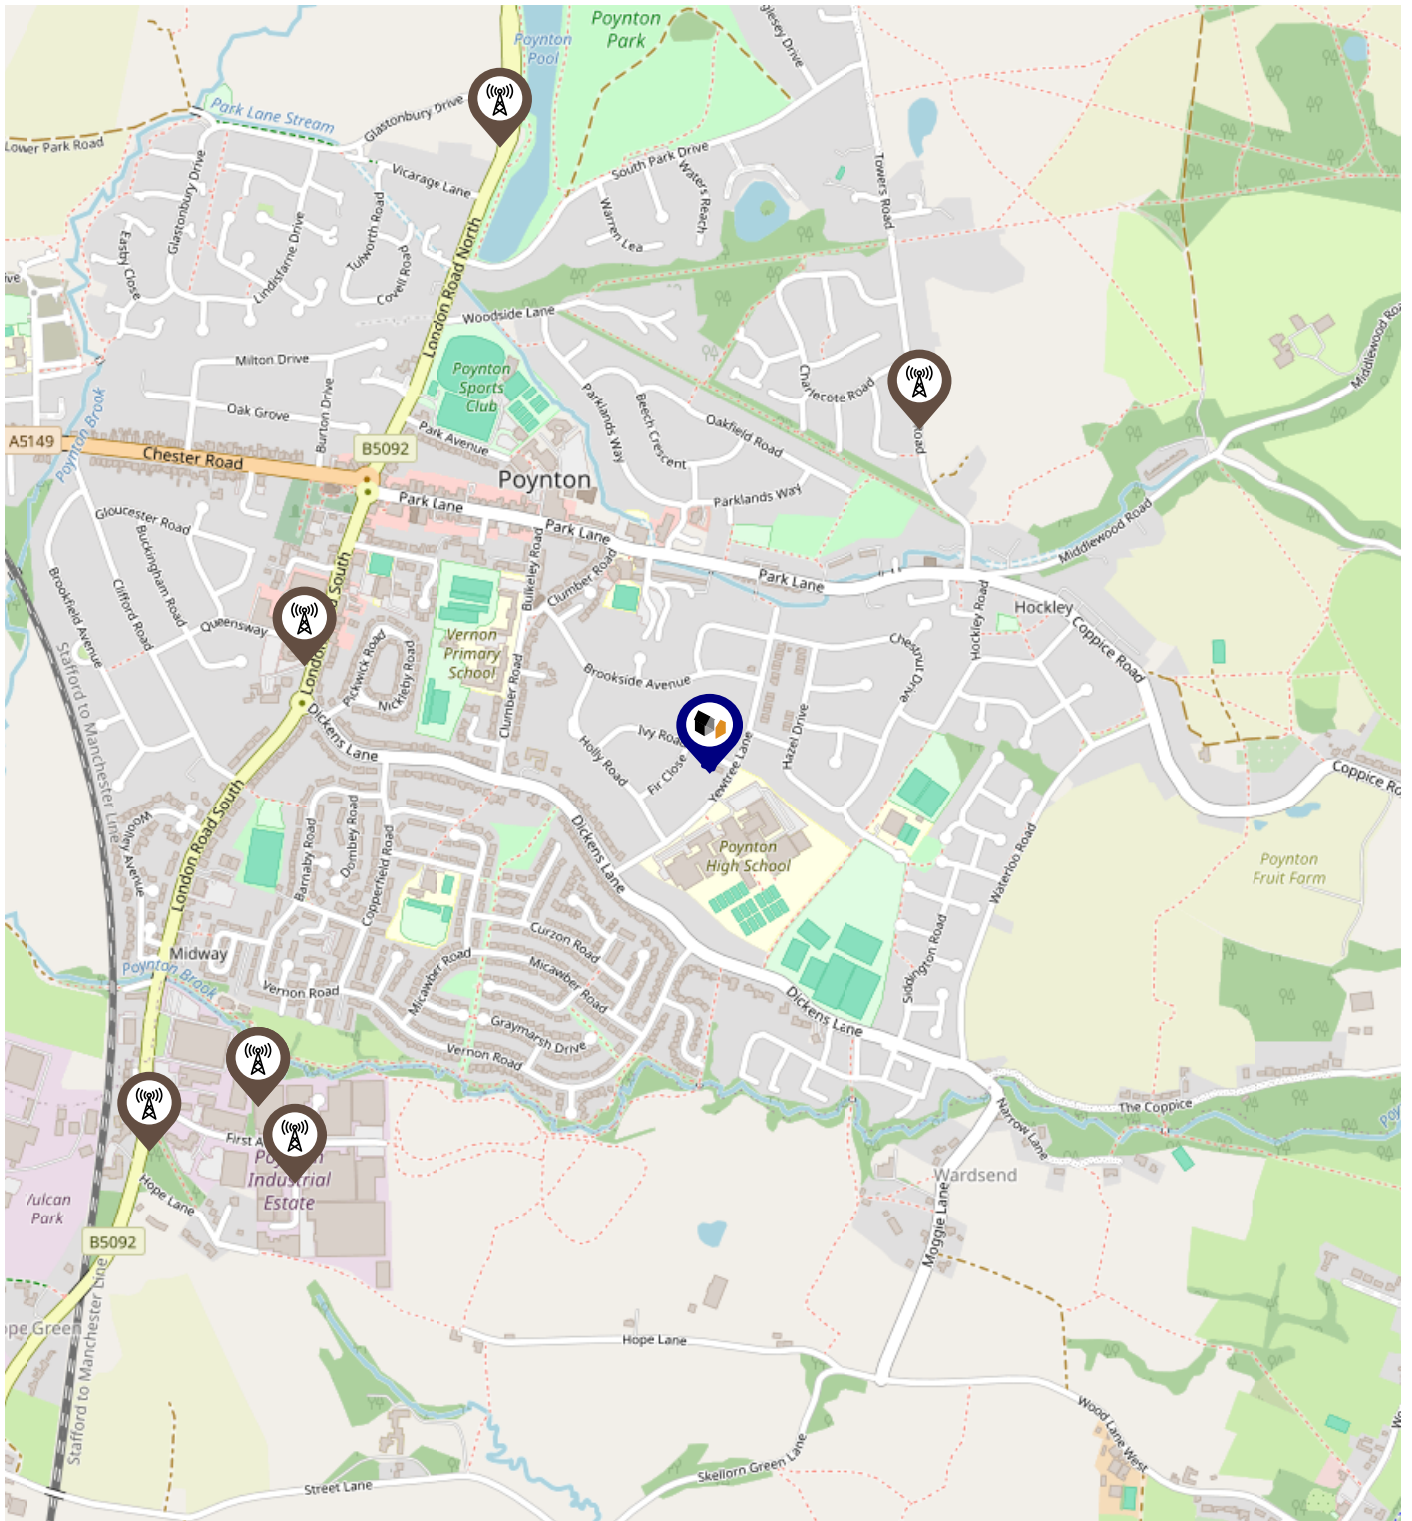 Poynton
Park
Poynton
Pool
Park Lane Stream
Glastonbury Drive
Lower Park Road
Vicarage Lane
South Park Drive
Waters Reach
Warren Lea
Towers Road
Glastonbury Drive
Easby Close
Lindisfarne Drive
Tulworth Road
Covell Road
London Road North
Woodside Lane
Milton Drive
Poynton
Sports
Club
Oak Grove
Burton Drive
Park Avenue
Parklands Way
Beech Crescent
Oakfield Road
Charlecote Road
Road
Middlewood Road
A5149
Chester Road
B5092
Poynton Brook
Poynton
Park Lane
Park Lane
Parklands Way
Park Lane
Middlewood Road
Gloucester Road
Buckingham Road
Clifford Road
Brookfield Avenue
Queensway
Bulkeley Road
Clumber Road
Vernon
Primary
School
Pickwick Road
Nickleby Road
Clumber Road
Brookside Avenue
Chestnut Drive
Hockley Road
Hockley
Coppice Road
Stafford to Manchester Line
Dickens Lane
Holly Road
Ivy Road
Fir Close
Yewtree Lane
Hazel Drive
Poynton
High School
Waterloo Road
Poynton
Fruit Farm
London Road South
Woolley Avenue
Barnaby Road
Dombey Road
Copperfield Road
Dickens Lane
Curzon Road
Micawber Road
Micawber Road
Siddington Road
Midway
Poynton Brook
Vernon Road
Graymarsh Drive
Vernon Road
Dickens Lane
The Coppice
Narrow Lane
Wardsend
Moggie Lane
Industrial
Estate
Park
Hope Lane
B5092
Stafford to Manchester Line
Hope Lane
Wood Lane West
Skellorn Green Lane
Street Lane